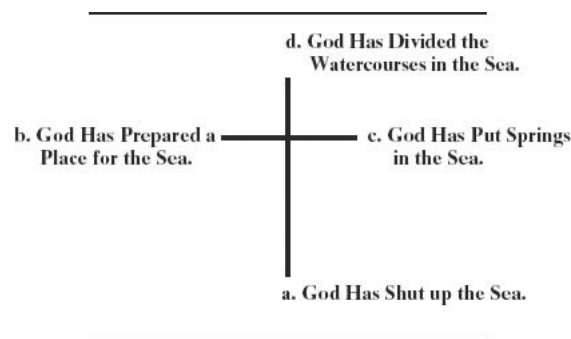 d. God Has Divided the
Watercourses in the Sea.
b. God Has Prepared a
Place for the Sea.
c. God Has Put Springs
in the Sea.
a. God Has Shut up the Sea.